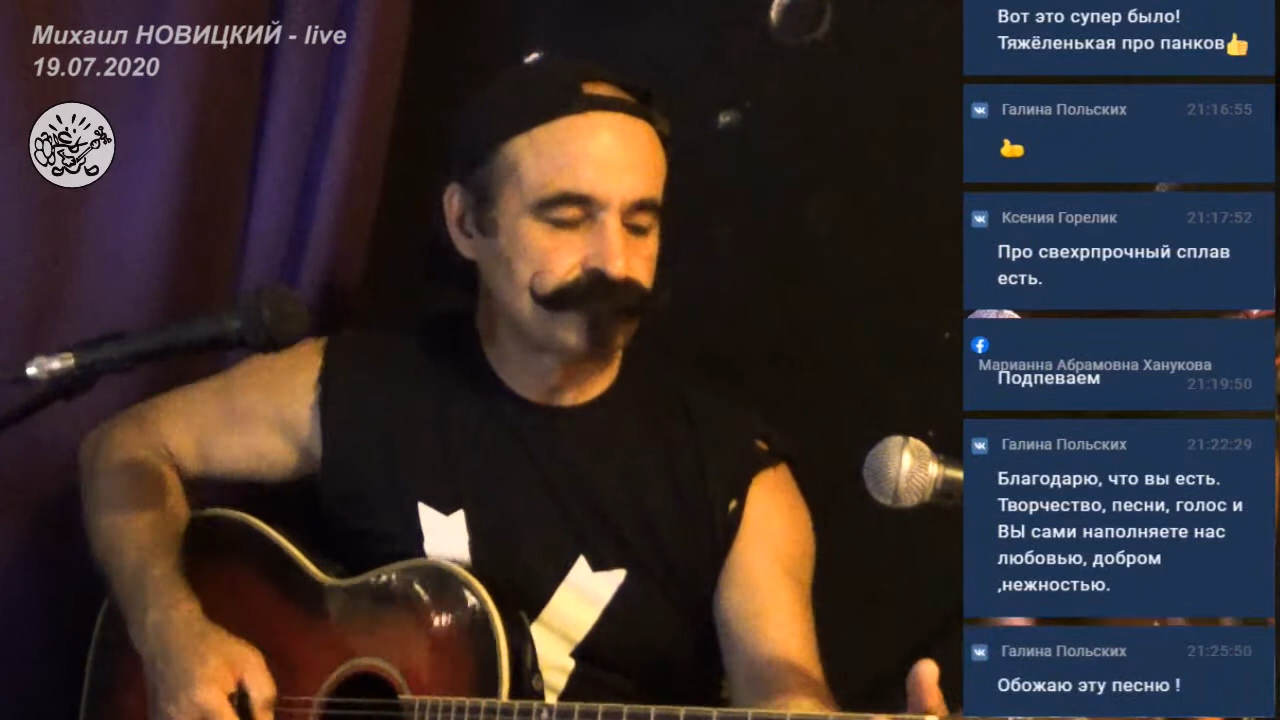 Михаил НОВИЦКИЙ - live
19.07.2020
Вот это супер было!
Тяжёленькая про панков👍
Галина Польских 21:16:55
👍
Ксения Горелик 21:17:52
Про свехрпрочный сплав
есть.
Марианна Абрамовна Ханукова
Подпеваем 21:19:50
Галина Польских 21:22:29
Благодарю, что вы есть.
Творчество, песни, голос и
ВЫ сами наполняете нас
любовью, добром
,нежностью.
Галина Польских 21:25:50
Обожаю эту песню !